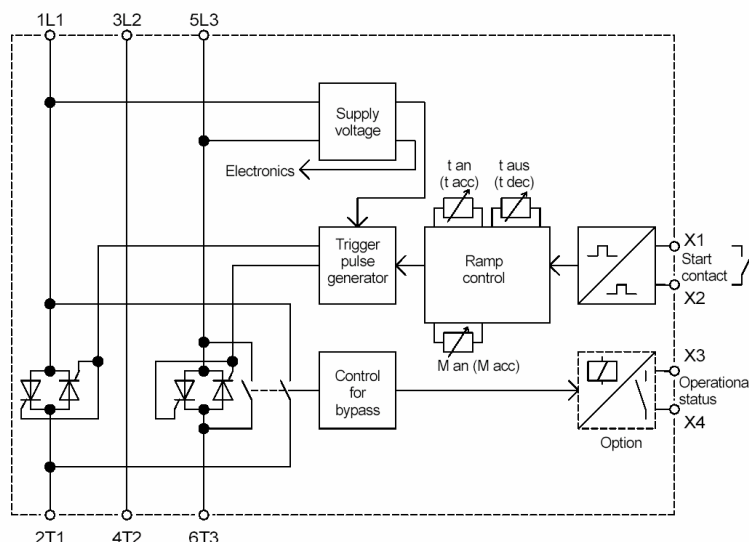 1L1 3L2 5L3
Supply
voltage
Electronics
t an
(t acc)
t aus
(t dec)
Trigger
pulse
generator
Ramp
control
X1
Start
contact
X2
M an (M acc)
Control
for
bypass
X3
Operationa
status
X4
Option
2T1 4T2 6T3